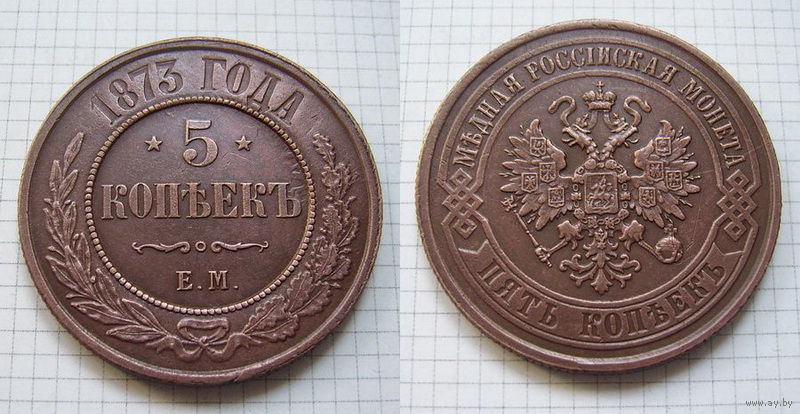 1873 ГОДА
5
КОПѢЕКЪ
Е.М.
МѢДНАЯ РОССІЙСКАЯ МОНЕТА
ПЯТЬ КОПѢЕКЪ
www.ay.by